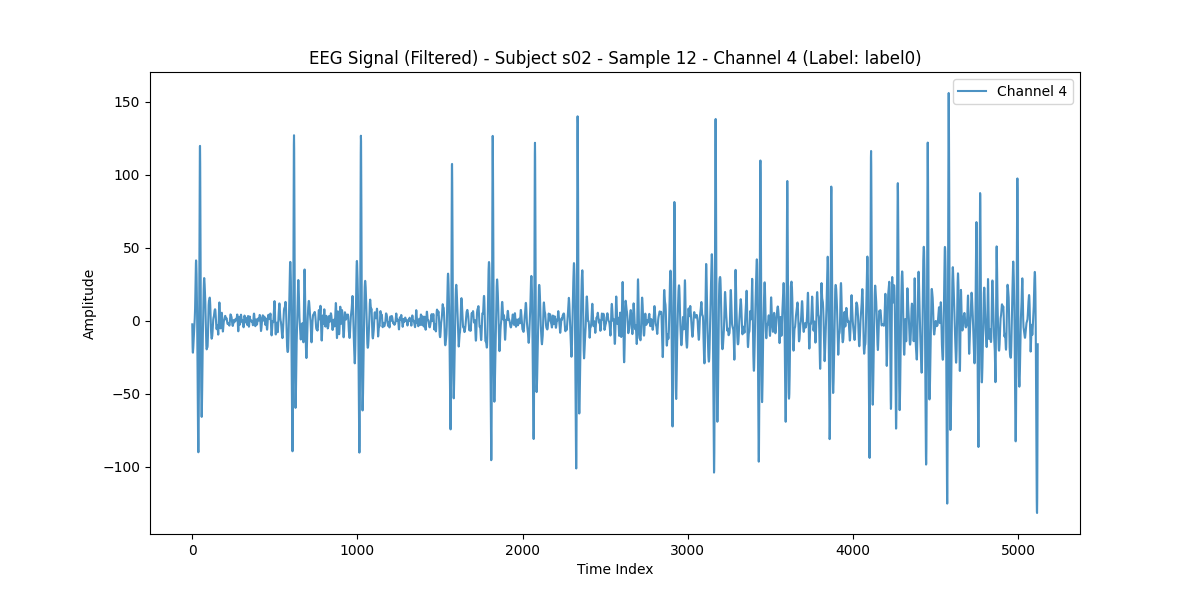 EEG Signal (Filtered) - Subject s02 - Sample 12 - Channel 4 (Label: label0)
Channel 4
150
100
50
0
−50
−100
Amplitude
0 1000 2000 3000 4000 5000
Time Index